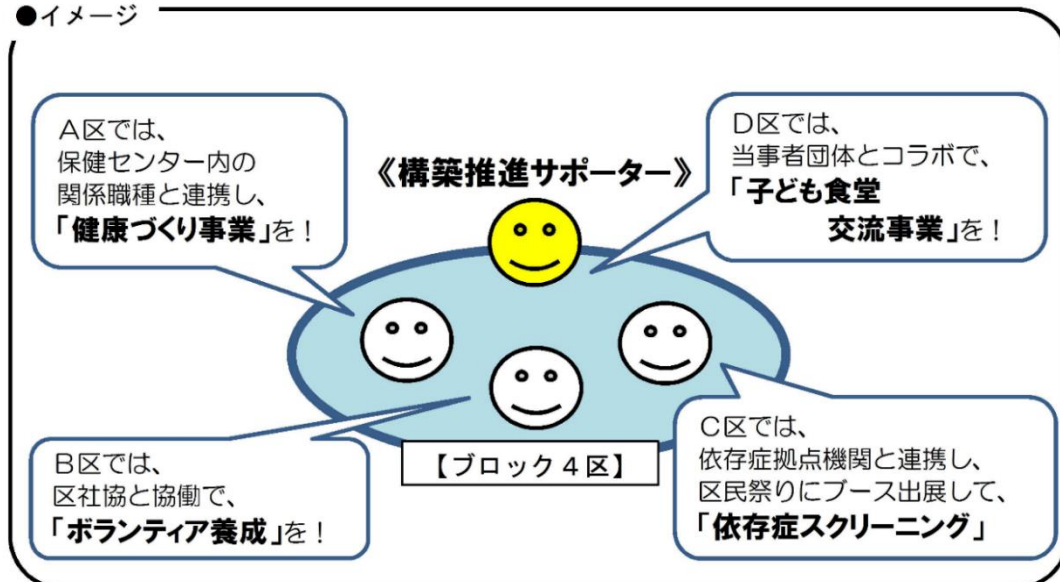 ●イメージ
A区では、
保健センター内の
関係職種と連携し、
「健康づくり事業」を！
《構築推進サポーター》
D区では、
当事者団体とコラボで、
「子ども食堂
交流事業」を！
B区では、
区社協と協働で、
「ボランティア養成」を！
【ブロック４区】
C区では、
依存症拠点機関と連携し、
区民祭りにブース出展して、
「依存症スクリーニング」